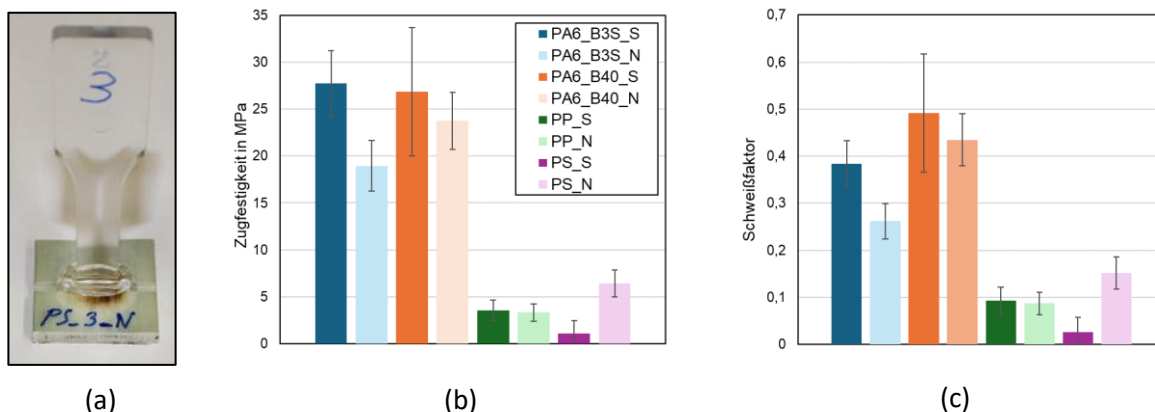 3
PS_3_N
(a)
35
30
25
20
15
10
5
0
Zugfestigkeit in MPa
PA6_B3S_S
PA6_B3S_N
PA6_B40_S
PA6_B40_N
PP_S
PP_N
PS_S
PS_N
(b)
0,7
0,6
0,5
0,4
0,3
0,2
0,1
0
Schweißfaktor
(c)